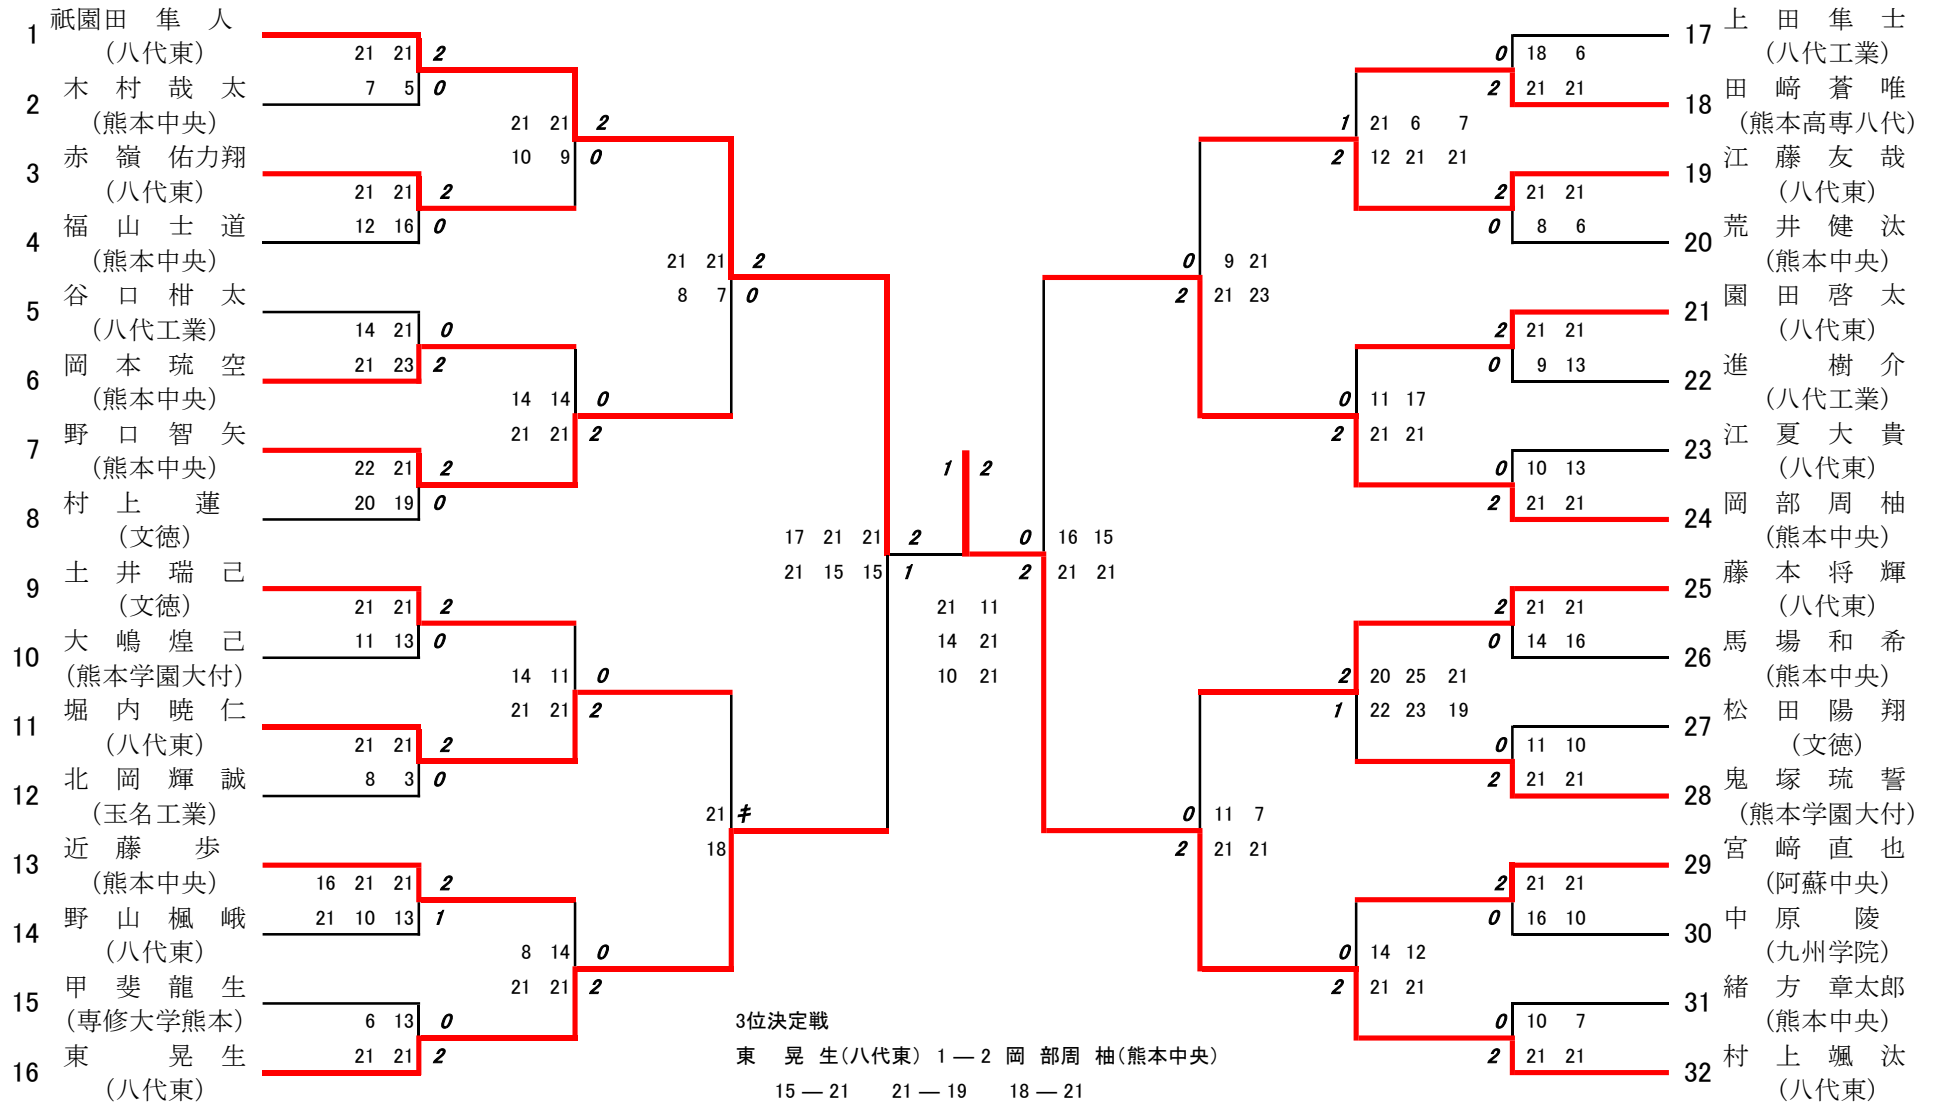 1 祇園田 隼 人
(八代東)
21 21 2
7 5 0
2 木 村 哉 太
(熊本中央)
21 21 2
10 9 0
3 赤 嶺 佑力翔
(八代東)
21 21 2
12 16 0
4 福 山 士 道
(熊本中央)
21 21 2
8 7 0
5 谷 口 柑 太
(八代工業)
14 21 0
21 23 2
6 岡 本 琉 空
(熊本中央)
14 14 0
21 21 2
7 野 口 智 矢
(熊本中央)
22 21 2
20 19 0
8 村 上 蓮
(文徳)
17 21 21 2
21 15 15 1
9 土 井 瑞 己
(文徳)
21 21 2
11 13 0
10 大 嶋 煌 己
(熊本学園大付)
14 11 0
21 21 2
11 堀 内 暁 仁
(八代東)
21 21 2
8 3 0
12 北 岡 輝 誠
(玉名工業)
21 キ
18
13 近 藤 歩
(熊本中央)
16 21 21 2
21 10 13 1
14 野 山 楓 峨
(八代東)
8 14 0
21 21 2
15 甲 斐 龍 生
(専修大学熊本)
6 13 0
21 21 2
16 東 晃 生
(八代東)
1 2
21 11
14 21
10 21
上 田 隼 士 17
(八代工業)
0 18 6
2 21 21
田 﨑 蒼 唯 18
(熊本高専八代)
1 21 6 7
2 12 21 21
江 藤 友 哉 19
(八代東)
2 21 21
0 8 6
荒 井 健 汰 20
(熊本中央)
0 9 21
2 21 23
園 田 啓 太 21
(八代東)
2 21 21
0 9 13
進 樹 介 22
(八代工業)
0 11 17
2 21 21
江 夏 大 貴 23
(八代東)
0 10 13
2 21 21
岡 部 周 柚 24
(熊本中央)
0 16 15
2 21 21
藤 本 将 輝 25
(八代東)
2 21 21
0 14 16
馬 場 和 希 26
(熊本中央)
2 20 25 21
1 22 23 19
松 田 陽 翔 27
(文徳)
0 11 10
2 21 21
鬼 塚 琉 誓 28
(熊本学園大付)
0 11 7
2 21 21
宮 﨑 直 也 29
(阿蘇中央)
2 21 21
0 16 10
中 原 陵 30
(九州学院)
0 14 12
2 21 21
緒 方 章太郎 31
(熊本中央)
0 10 7
2 21 21
村 上 颯 汰 32
(八代東)
3位決定戦
東 晃 生(八代東) 1 ― 2 岡 部周 柚(熊本中央)
15 ― 21 21 ― 19 18 ― 21